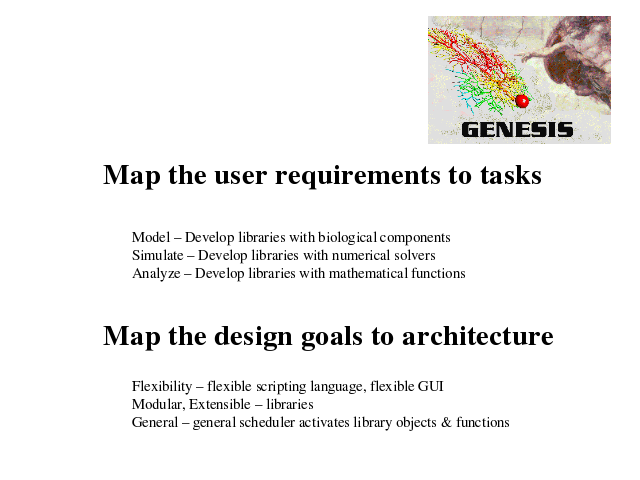 GENESIS
Map the user requirements to tasks
Model – Develop libraries with biological components
Simulate – Develop libraries with numerical solvers
Analyze – Develop libraries with mathematical functions
Map the design goals to architecture
Flexibility – flexible scripting language, flexible GUI
Modular, Extensible – libraries
General – general scheduler activates library objects & functions